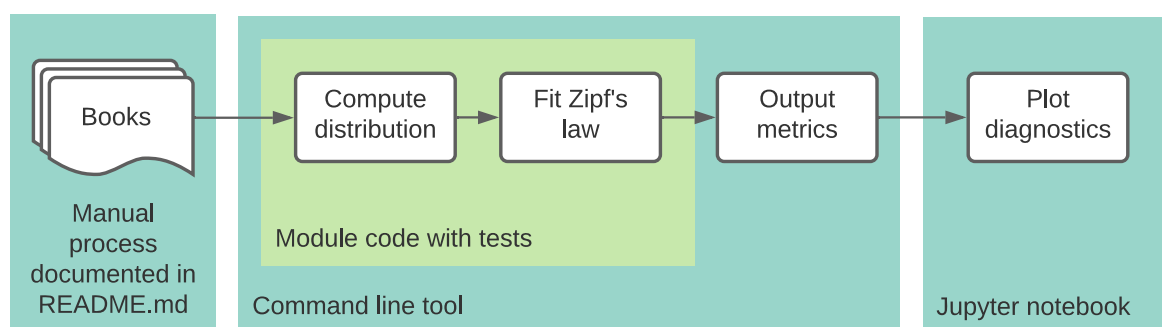 Books
Manual
process
documented in
README.md
Compute
distribution
Fit Zipf's
law
Module code with tests
Output
metrics
Command line tool
Plot
diagnostics
Jupyter notebook